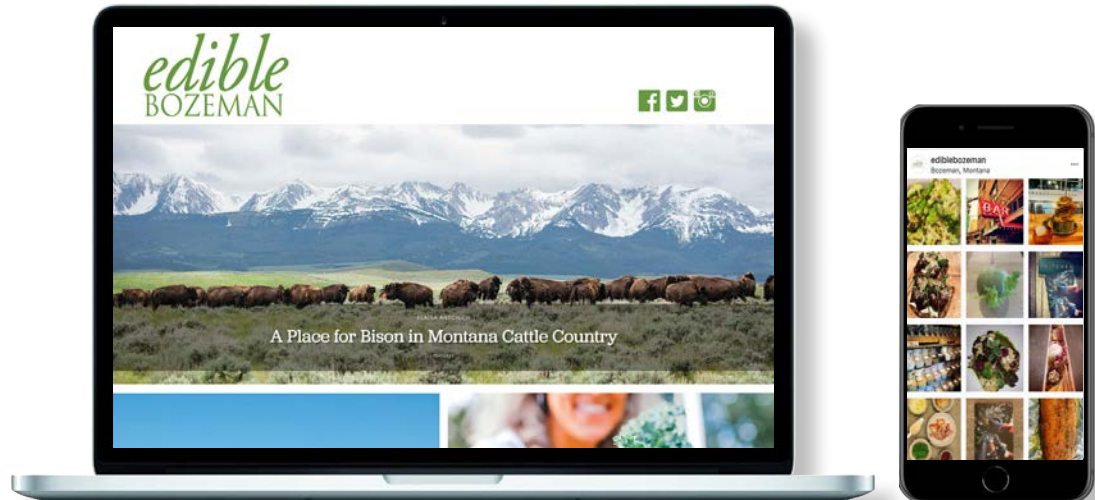 edible
BOZEMAN
A Place for Bison in Montana Cattle Country
ediblebozeman
Bozeman, Montana
BAR